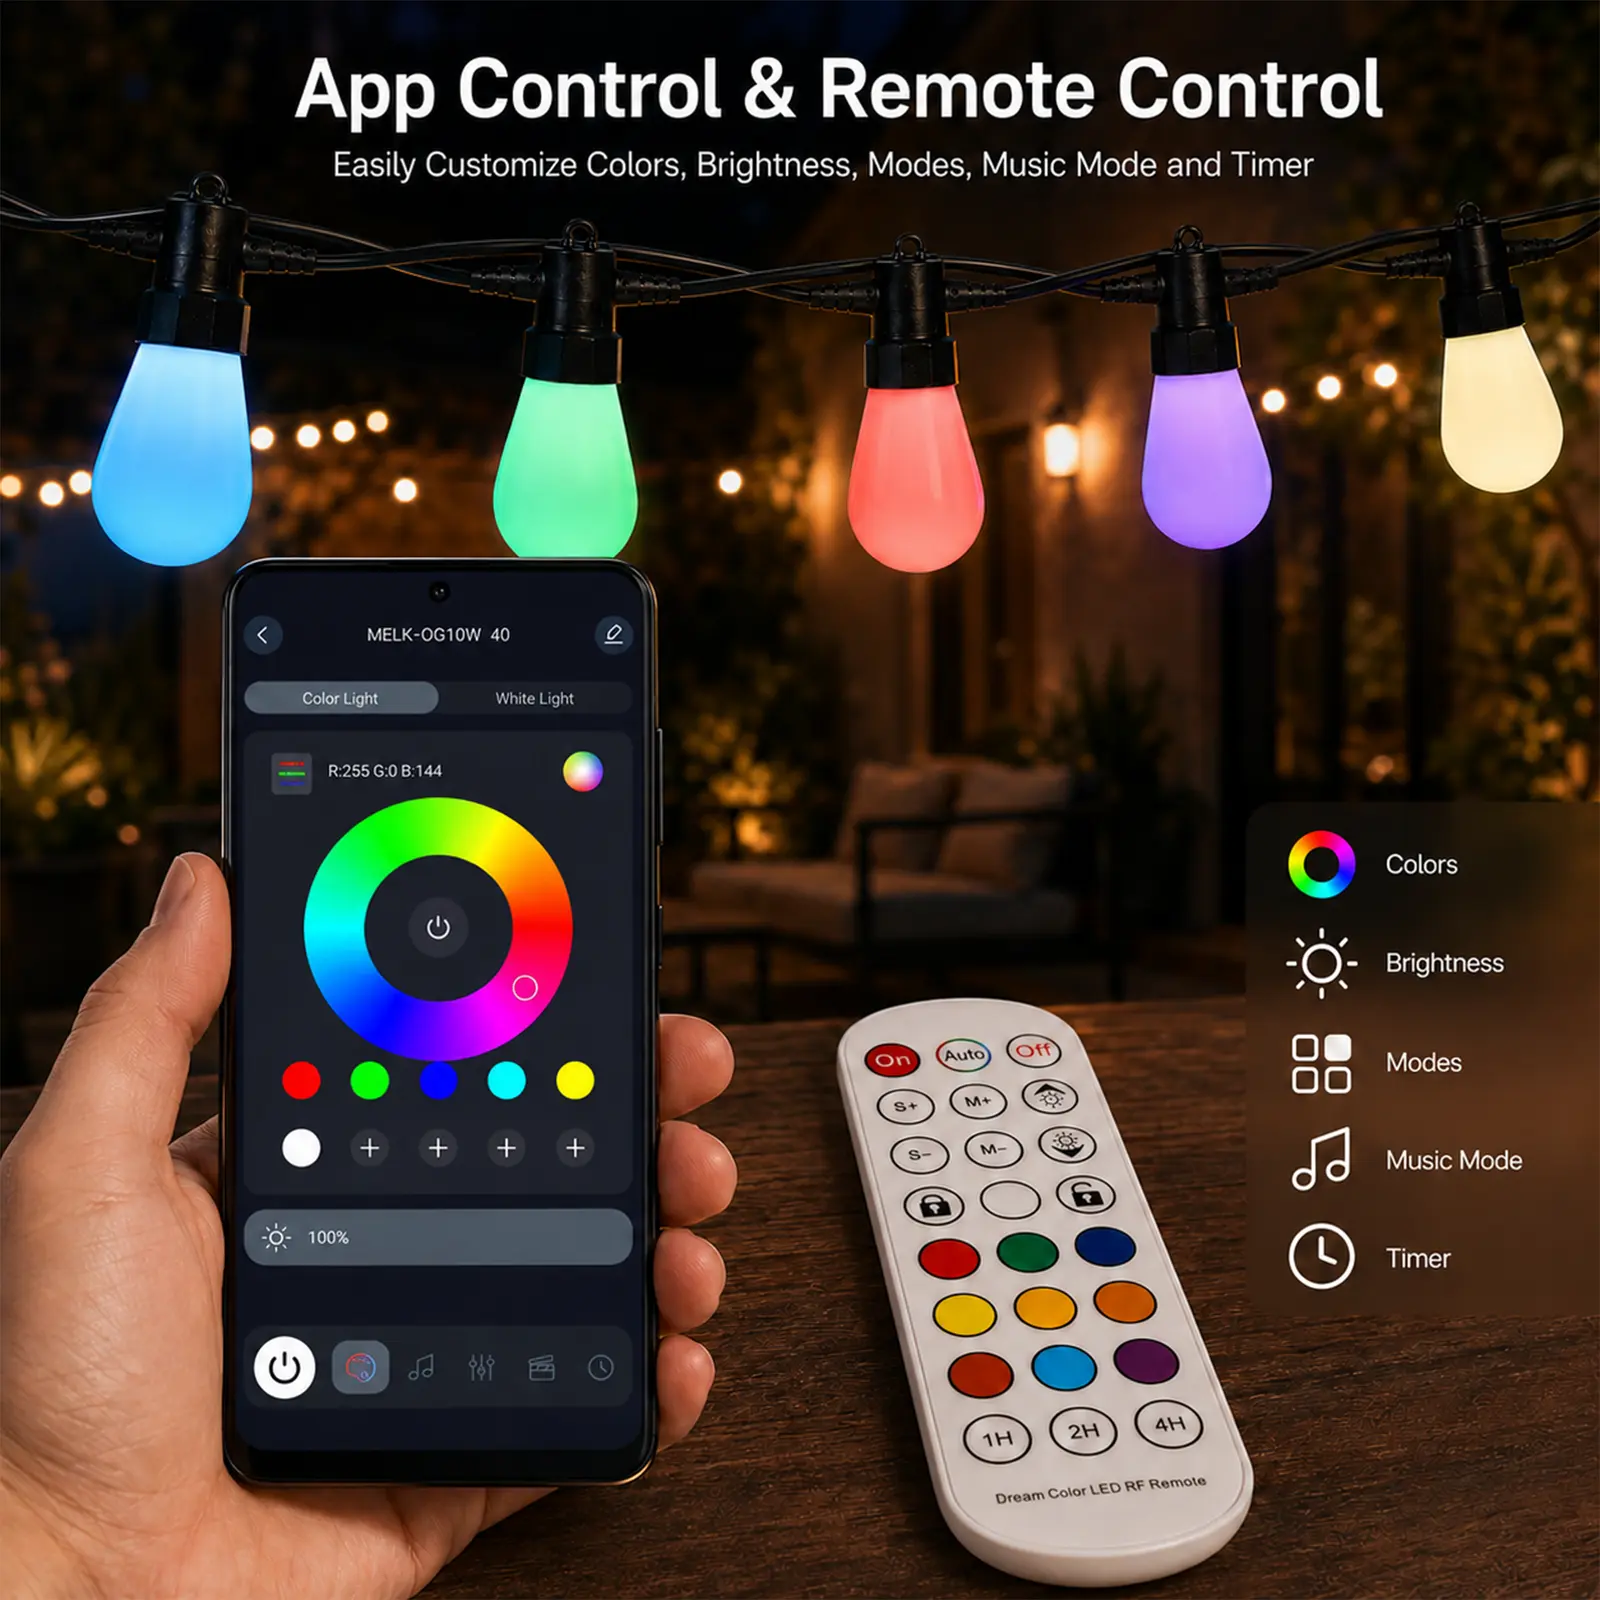 App Control & Remote Control
Easily Customize Colors, Brightness, Modes, Music Mode and Timer
MELK-OG10W 40
Color Light
White Light
R:255 G:0 B:144
100%
Colors
Brightness
Modes
Music Mode
Timer
On
Auto
Off
S+
M+
S-
M-
1H
2H
4H
Dream Color LED RF Remote